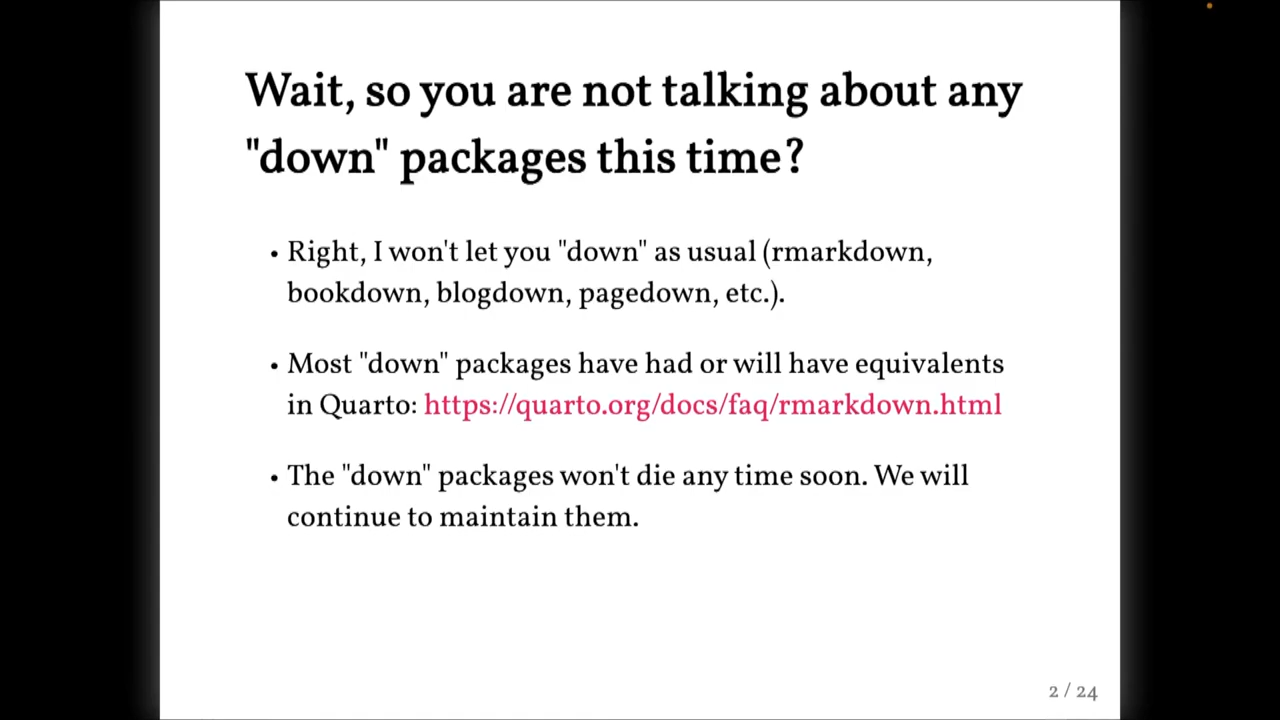 Wait, so you are not talking about any
"down" packages this time?
• Right, I won't let you "down" as usual (rmarkdown,
bookdown, blogdown, pagedown, etc.).
• Most "down" packages have had or will have equivalents
in Quarto: https://quarto.org/docs/faq/rmarkdown.html
• The "down" packages won't die any time soon. We will
continue to maintain them.
2 / 24